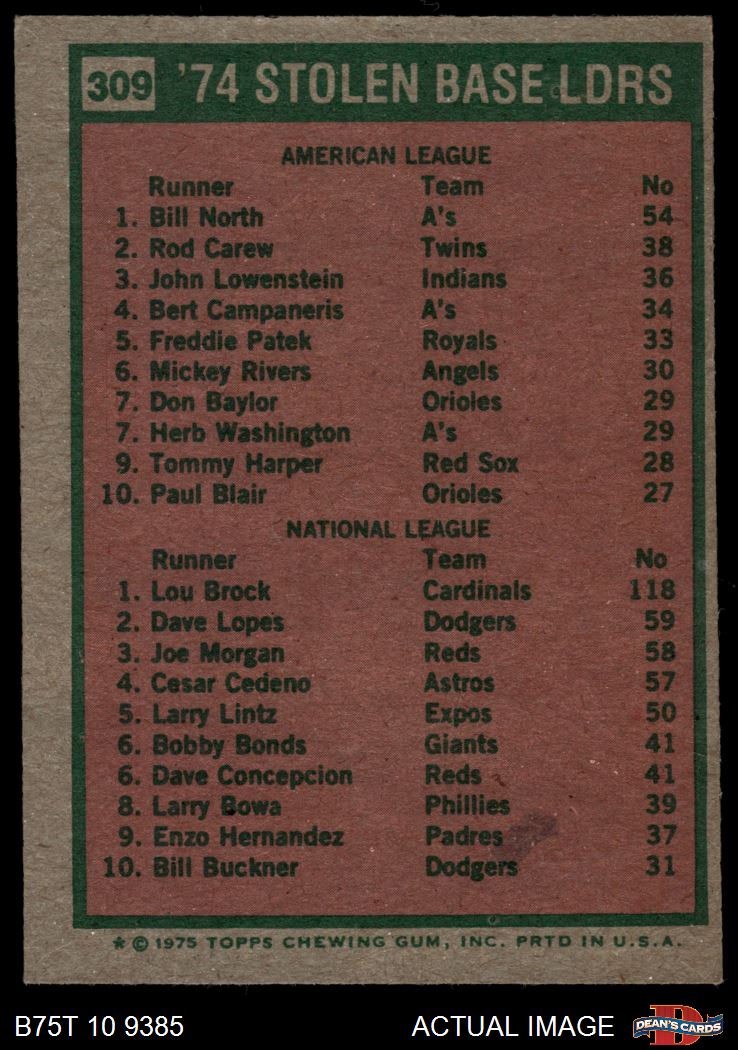 309 '74 STOLEN BASE LDRS
AMERICAN LEAGUE
Runner Team No
1. Bill North A's 54
2. Rod Carew Twins 38
3. John Lowenstein Indians 36
4. Bert Campaneris A's 34
5. Freddie Patek Royals 33
6. Mickey Rivers Angels 30
7. Don Baylor Orioles 29
7. Herb Washington A's 29
9. Tommy Harper Red Sox 28
10. Paul Blair Orioles 27
NATIONAL LEAGUE
Runner Team No
1. Lou Brock Cardinals 118
2. Dave Lopes Dodgers 59
3. Joe Morgan Reds 58
4. Cesar Cedeno Astros 57
5. Larry Lintz Expos 50
6. Bobby Bonds Giants 41
6. Dave Concepcion Reds 41
8. Larry Bowa Phillies 39
9. Enzo Hernandez Padres 37
10. Bill Buckner Dodgers 31
* © 1975 TOPPS CHEWING GUM, INC. PRTD IN U.S.A.
B75T 10 9385 ACTUAL IMAGE D DEAN'S CARDS